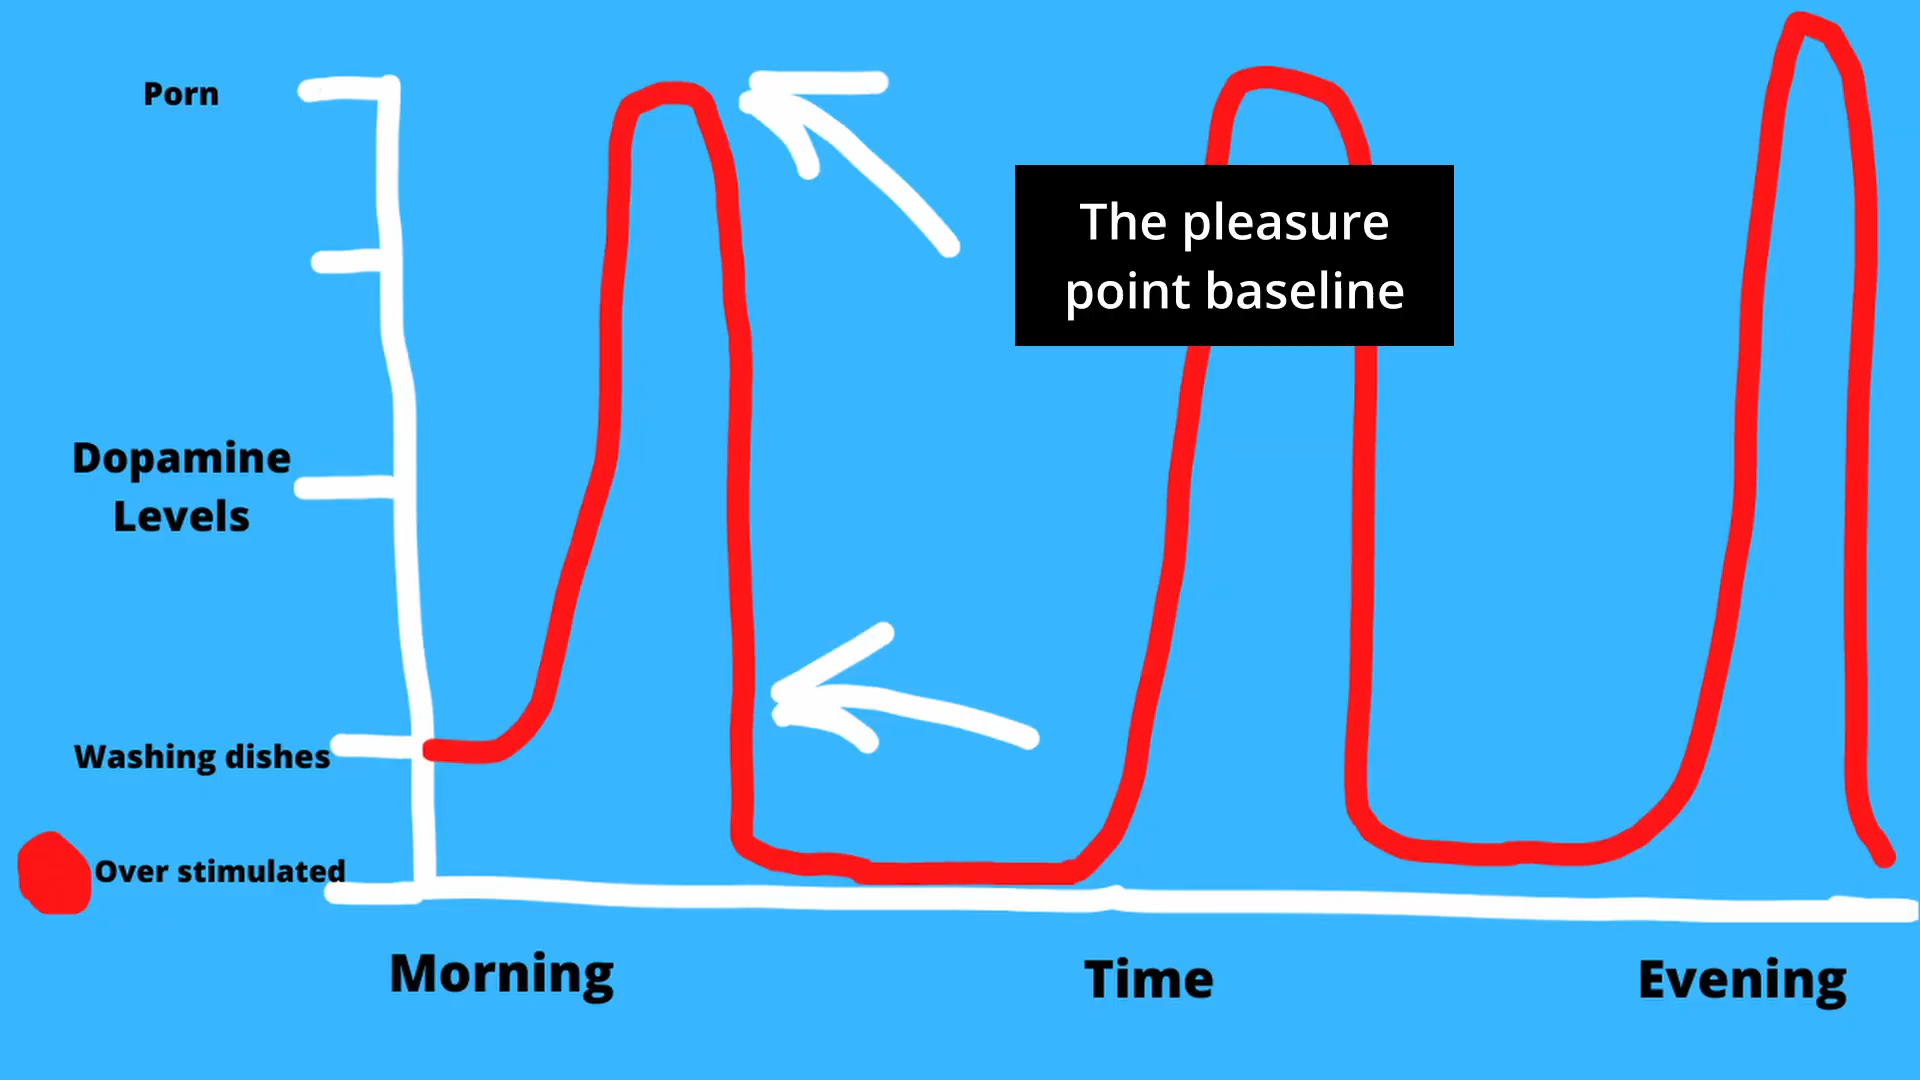 Porn
The pleasure
point baseline
Dopamine
Levels
Washing dishes
Over stimulated
Morning
Time
Evening